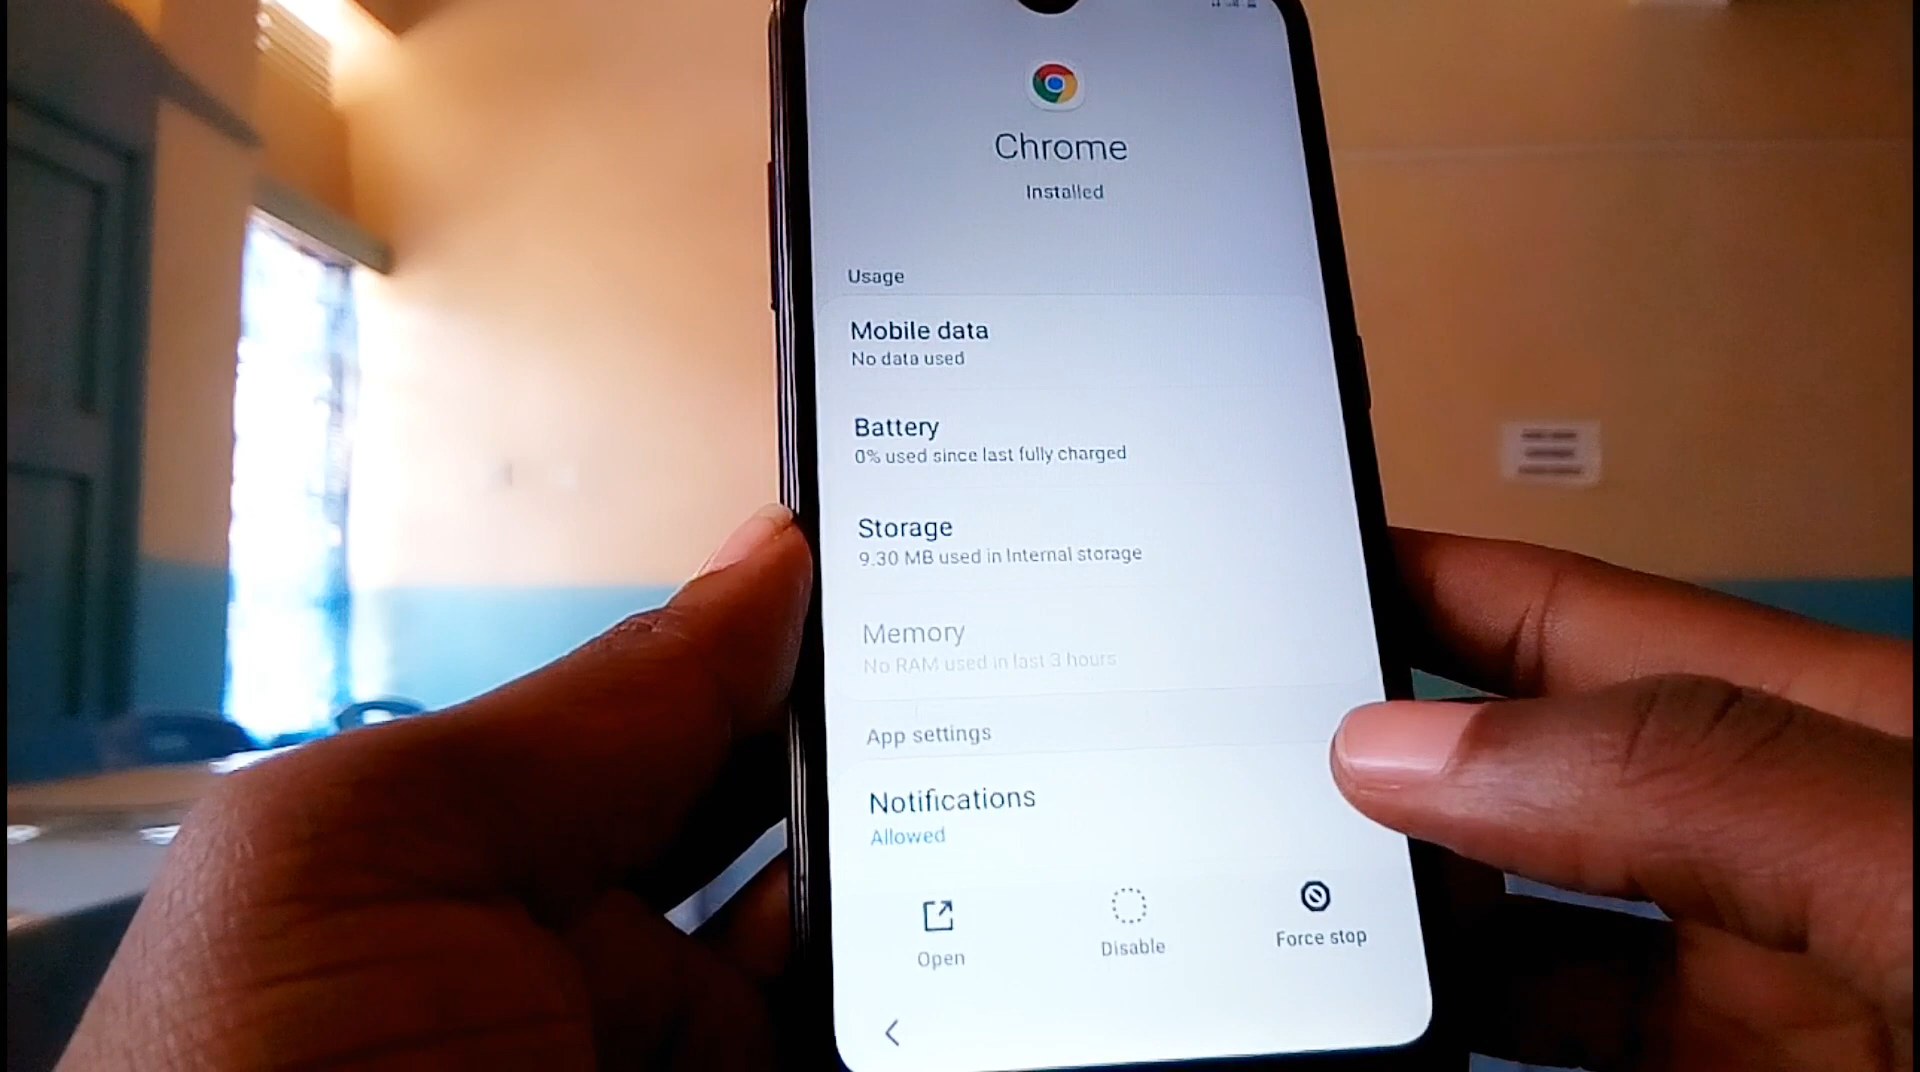 Chrome
Installed
Usage
Mobile data
No data used
Battery
0% used since last fully charged
Storage
9.30 MB used in Internal storage
Memory
No RAM used in last 3 hours
App settings
Notifications
Allowed
Open
Disable
Force stop